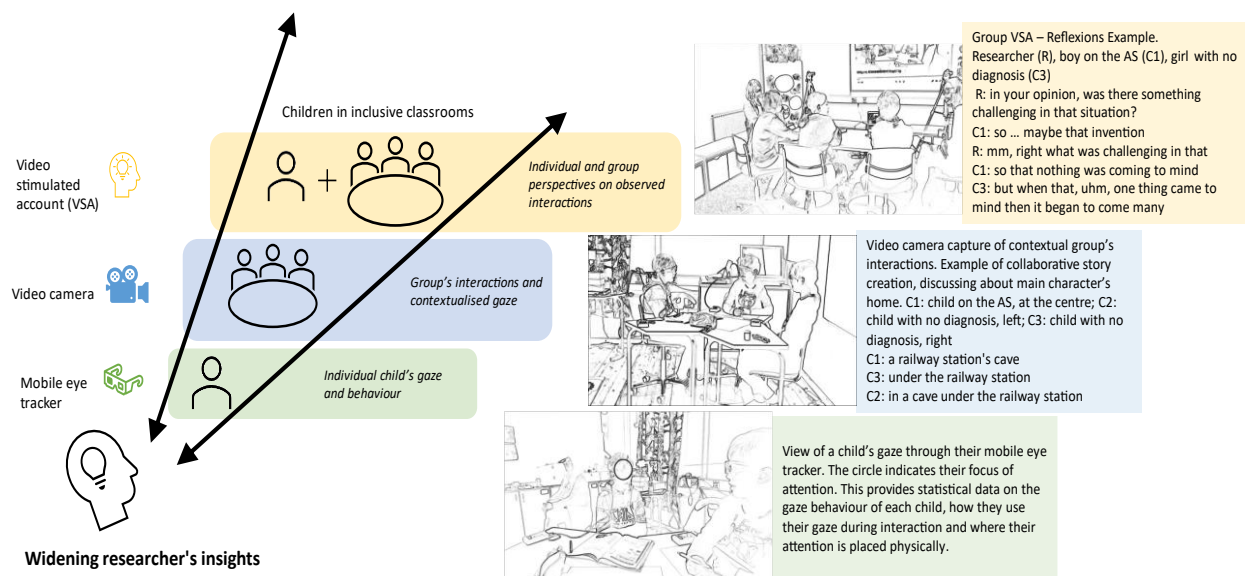 Children in inclusive classrooms
Video
stimulated
account (VSA)
Individual and group
perspectives on observed
interactions
Video camera
Group's interactions and
contextualised gaze
Mobile eye
tracker
Individual child's gaze
and behaviour
Widening researcher's insights
Group VSA – Reflexions Example.
Researcher (R), boy on the AS (C1), girl with no
diagnosis (C3)
R: in your opinion, was there something
challenging in that situation?
C1: so ... maybe that invention
R: mm, right what was challenging in that
C1: so that nothing was coming to mind
C3: but when that, uhm, one thing came to
mind then it began to come many
Video camera capture of contextual group's
interactions. Example of collaborative story
creation, discussing about main character's
home. C1: child on the AS, at the centre; C2:
child with no diagnosis, left; C3: child with no
diagnosis, right
C1: a railway station's cave
C3: under the railway station
C2: in a cave under the railway station
View of a child's gaze through their mobile eye
tracker. The circle indicates their focus of
attention. This provides statistical data on the
gaze behaviour of each child, how they use
their gaze during interaction and where their
attention is placed physically.